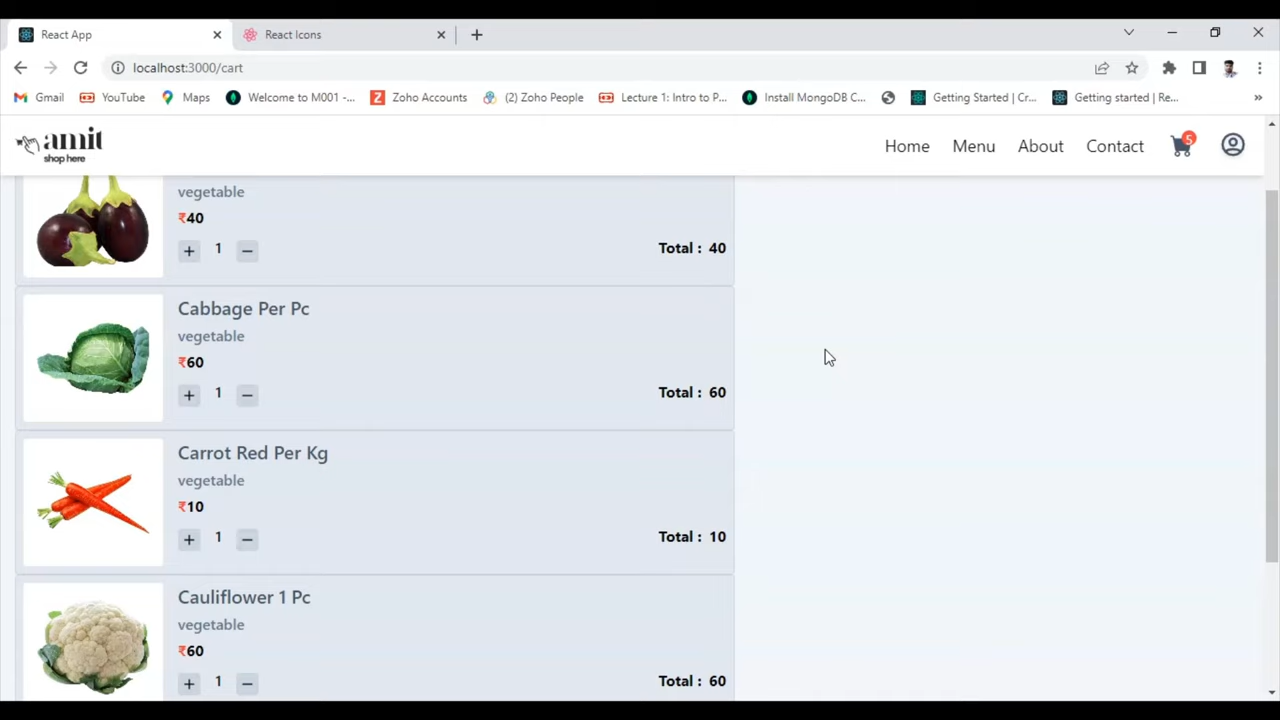 React App
React Icons
localhost:3000/cart
Gmail
YouTube
Maps
Welcome to M001 -...
Zoho Accounts
(2) Zoho People
Lecture 1: Intro to P...
Install MongoDB C...
Getting Started | Cr...
Getting started | Re...
»
amit
shop here
Home
Menu
About
Contact
5
vegetable
₹40
+ 1 −
Total : 40
Cabbage Per Pc
vegetable
₹60
+ 1 −
Total : 60
Carrot Red Per Kg
vegetable
₹10
+ 1 −
Total : 10
Cauliflower 1 Pc
vegetable
₹60
+ 1 −
Total : 60